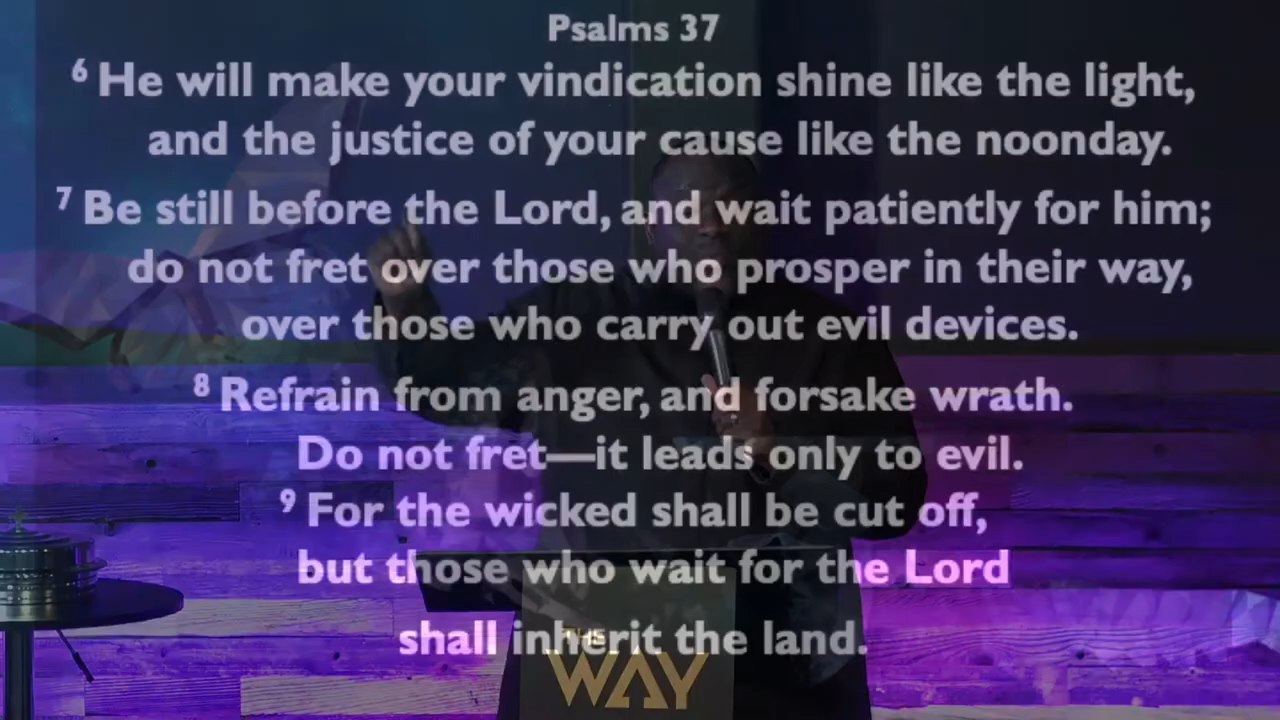 Psalms 37
6 He will make your vindication shine like the light,
and the justice of your cause like the noonday.
7 Be still before the Lord, and wait patiently for him;
do not fret over those who prosper in their way,
over those who carry out evil devices.
8 Refrain from anger, and forsake wrath.
Do not fret—it leads only to evil.
9 For the wicked shall be cut off,
but those who wait for the Lord
shall inherit the land.
THE
WAY